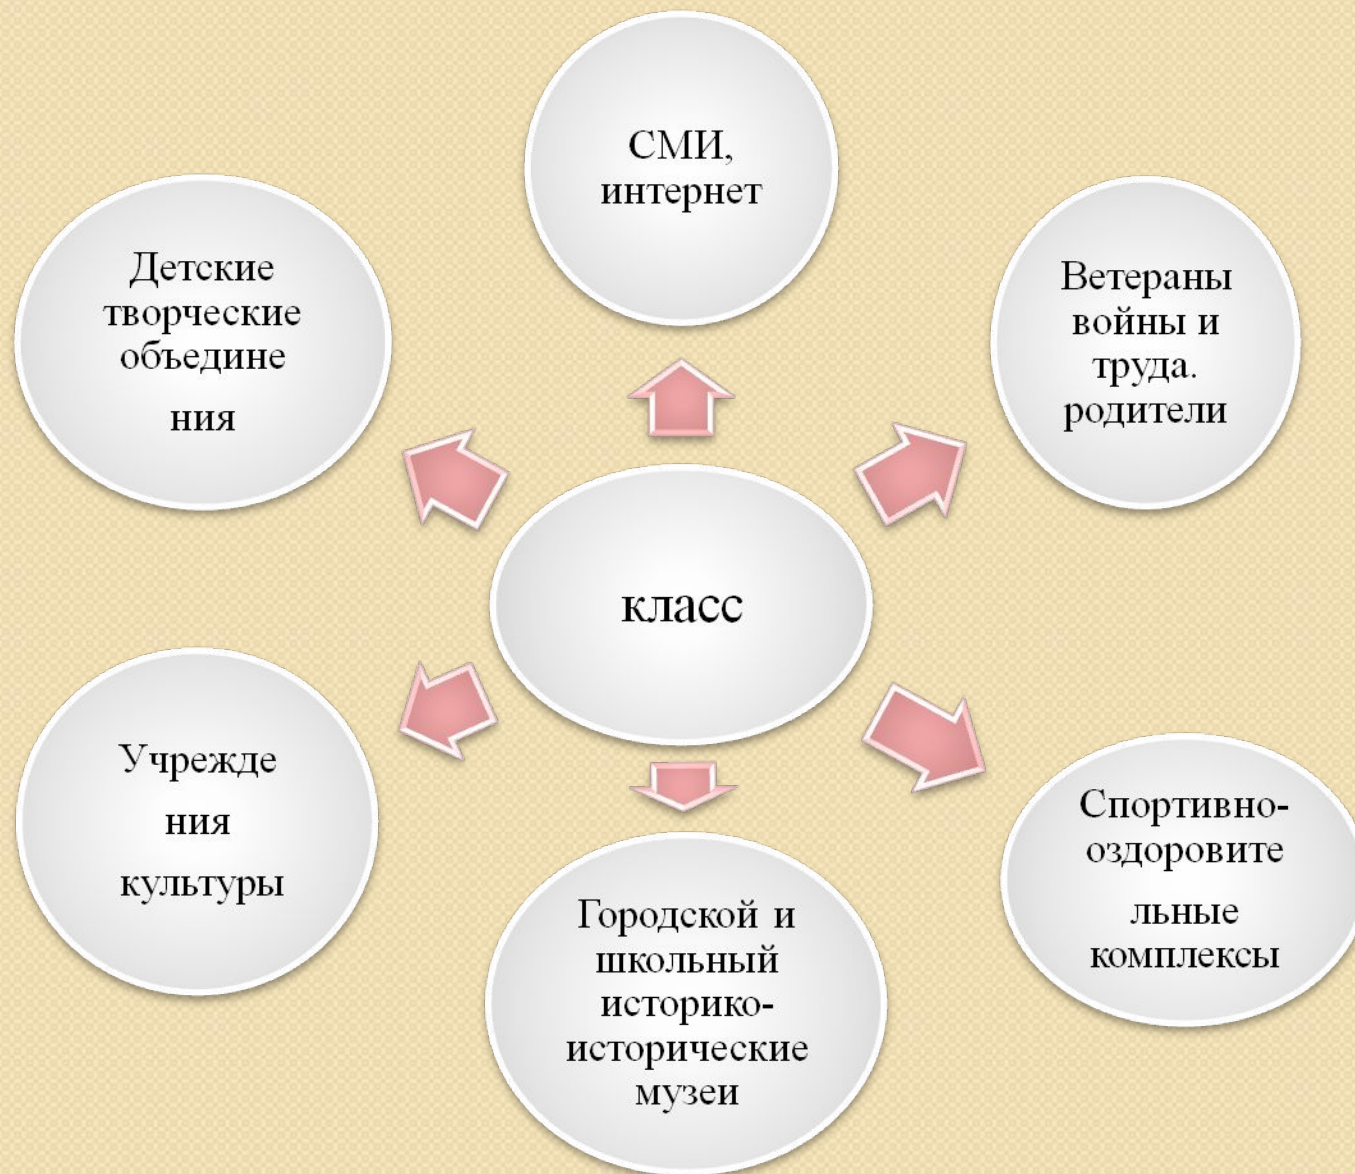 СМИ,
интернет
Детские
творческие
объедине
ния
Ветераны
войны и
труда.
родители
класс
Учрежде
ния
культуры
Спортивно-
оздоровите
льные
комплексы
Городской и
школьный
историко-
исторические
музеи